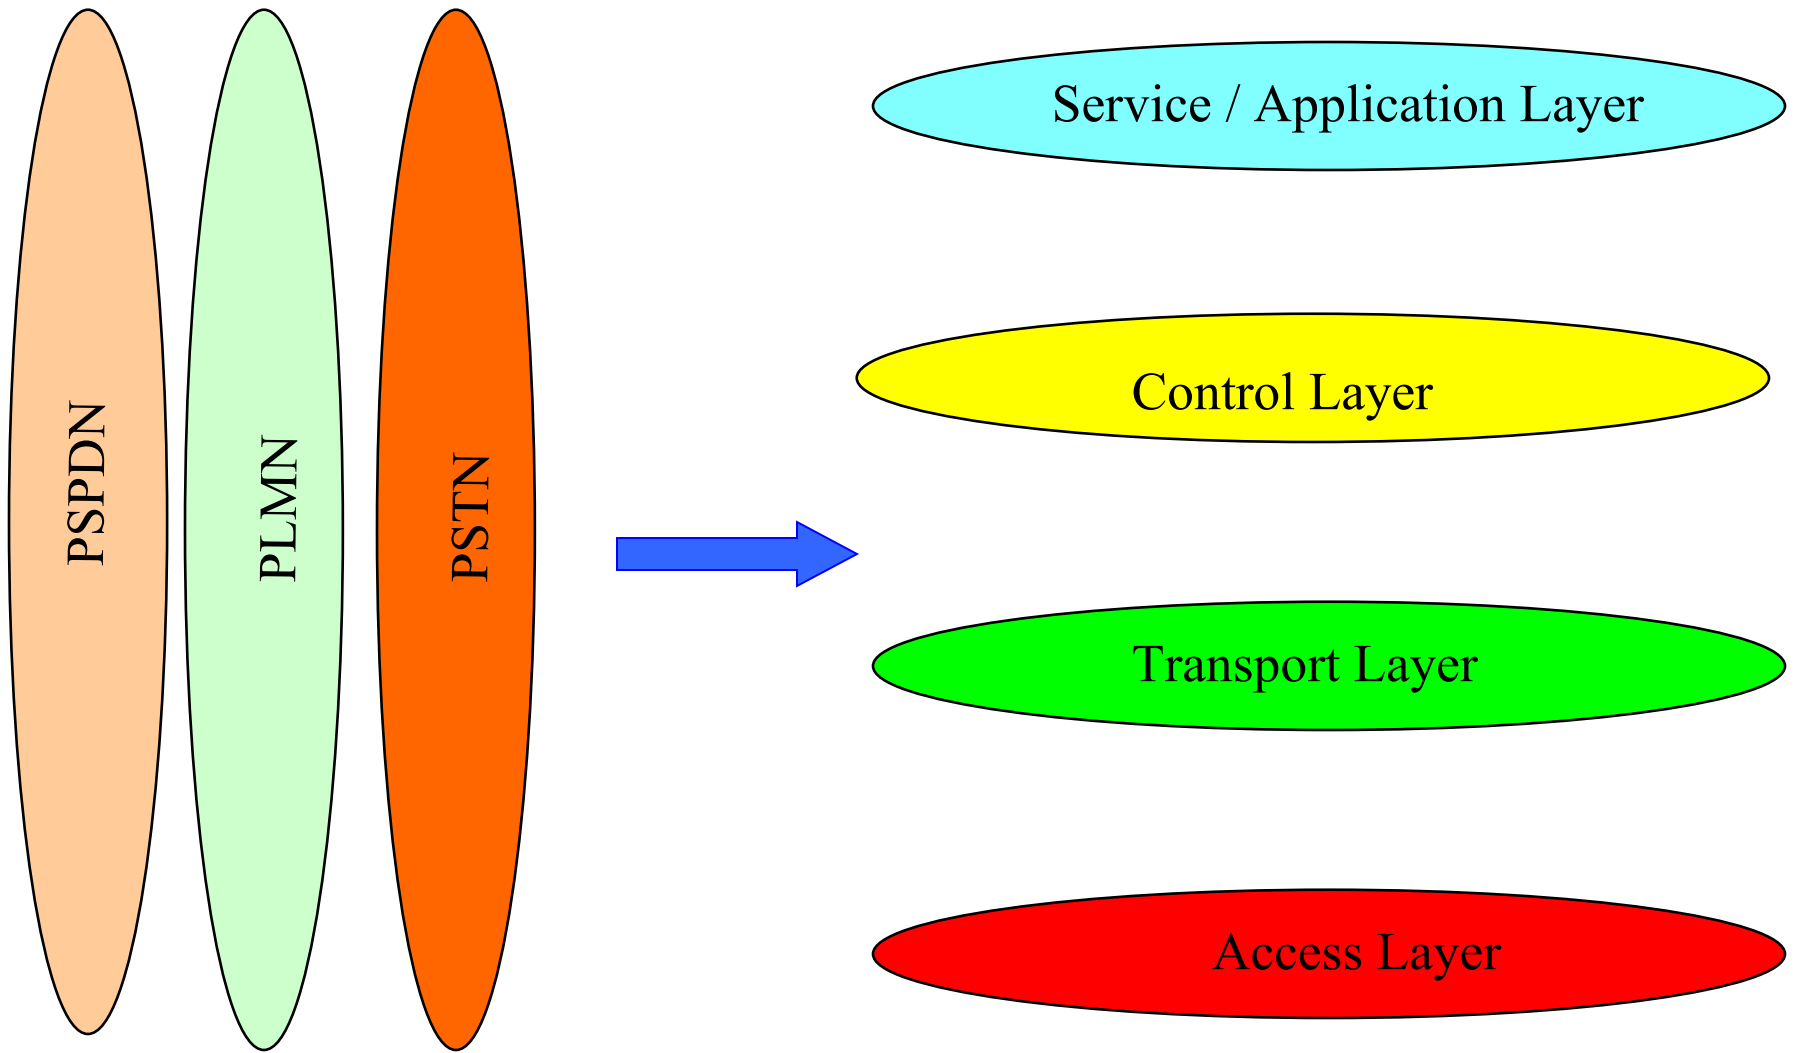 PSPDN
PLMN
PSTN
Service / Application Layer
Control Layer
Transport Layer
Access Layer